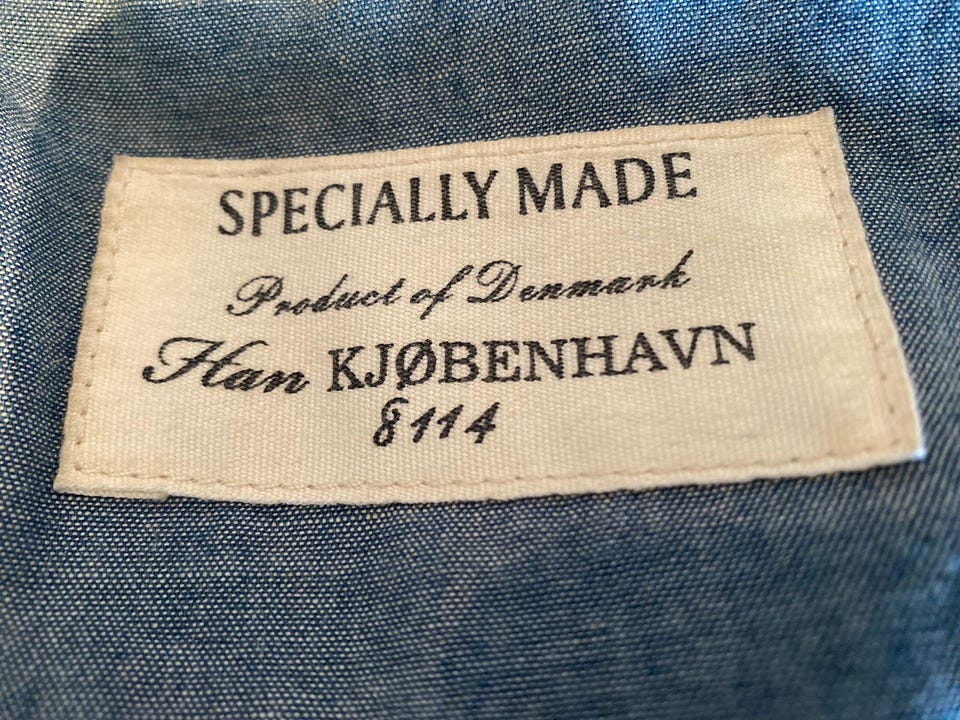 SPECIALLY MADE
Product of Denmark
Han KJØBENHAVN
8114